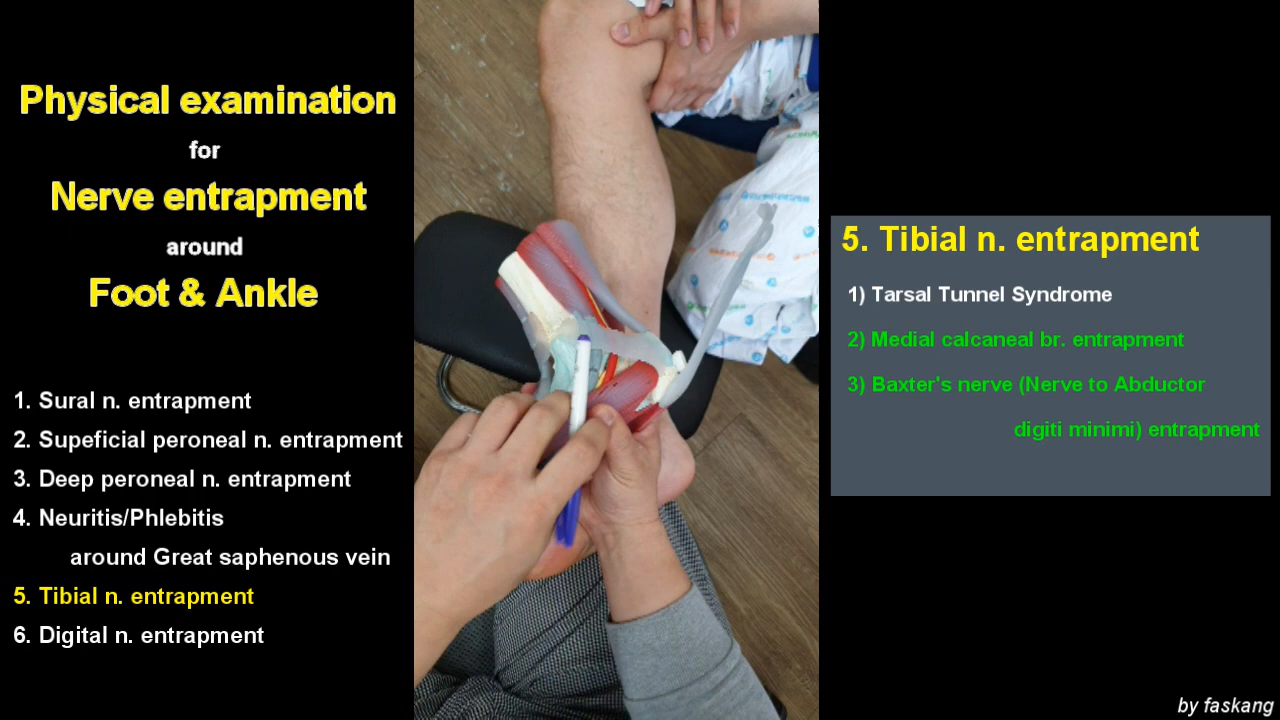 Physical examination
for
Nerve entrapment
around
Foot & Ankle
1. Sural n. entrapment
2. Supeficial peroneal n. entrapment
3. Deep peroneal n. entrapment
4. Neuritis/Phlebitis
around Great saphenous vein
5. Tibial n. entrapment
6. Digital n. entrapment
5. Tibial n. entrapment
1) Tarsal Tunnel Syndrome
2) Medial calcaneal br. entrapment
3) Baxter's nerve (Nerve to Abductor
digiti minimi) entrapment
by faskang